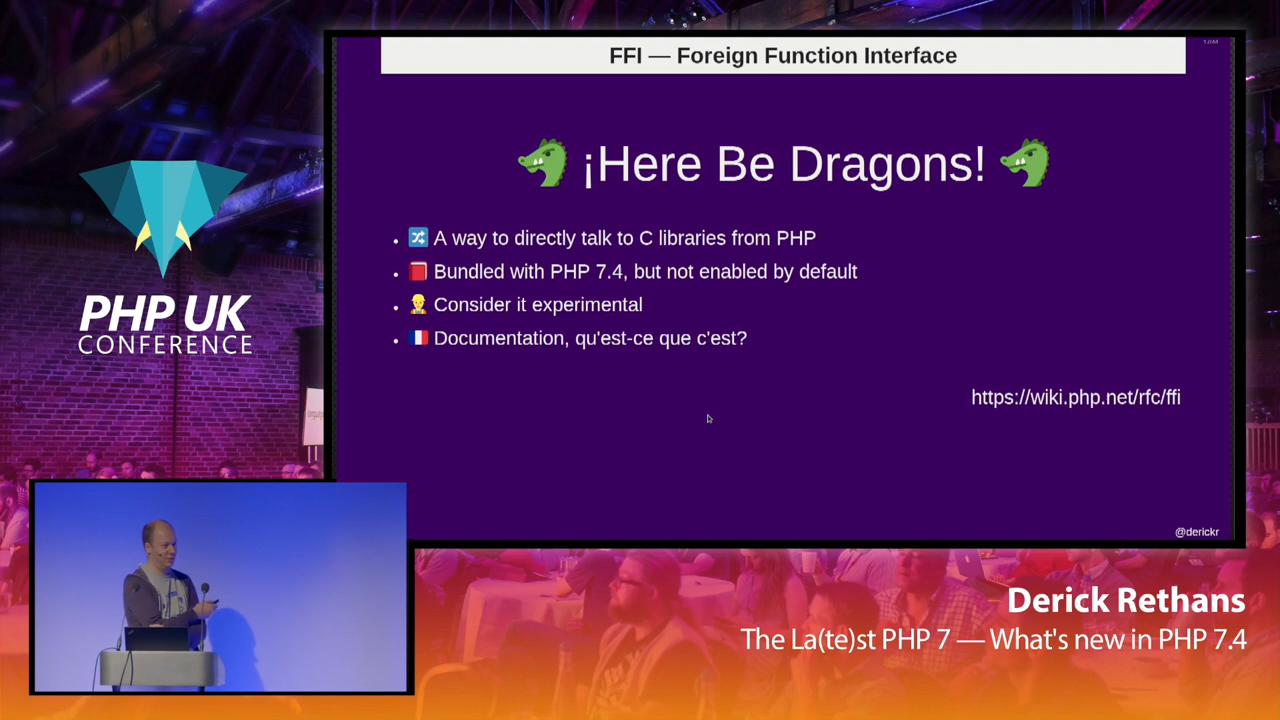 FFI — Foreign Function Interface
¡Here Be Dragons!
A way to directly talk to C libraries from PHP
Bundled with PHP 7.4, but not enabled by default
Consider it experimental
Documentation, qu'est-ce que c'est?
https://wiki.php.net/rfc/ffi
@derickr
PHP UK
CONFERENCE
Derick Rethans
The La(te)st PHP 7 — What's new in PHP 7.4